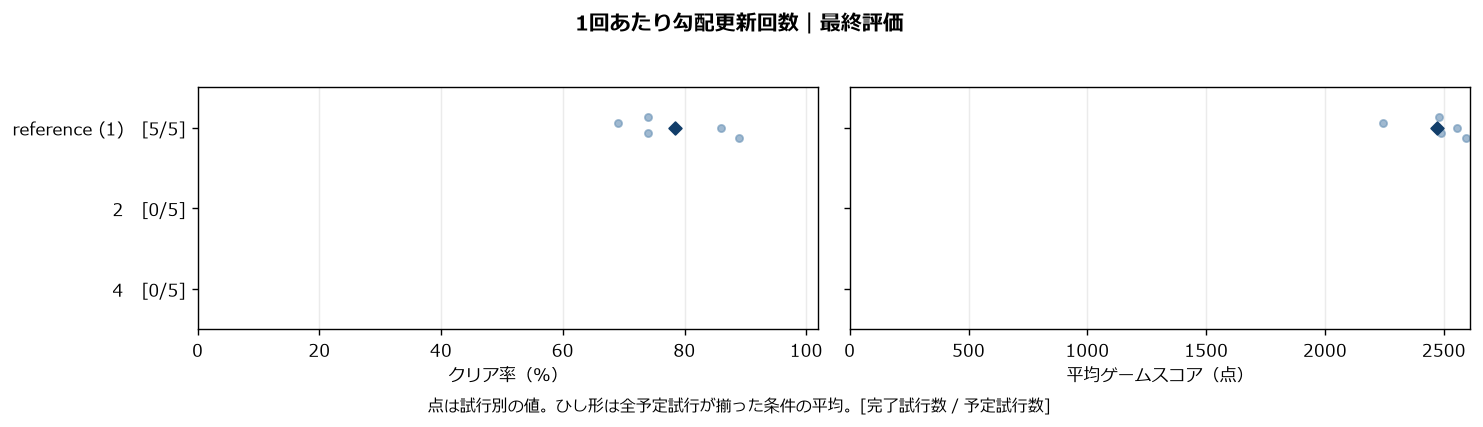 1回あたり勾配更新回数｜最終評価
reference (1) [5/5]
2 [0/5]
4 [0/5]
0 20 40 60 80 100
クリア率（%）
0 500 1000 1500 2000 2500
平均ゲームスコア（点）
点は試行別の値。ひし形は全予定試行が揃った条件の平均。[完了試行数 / 予定試行数]